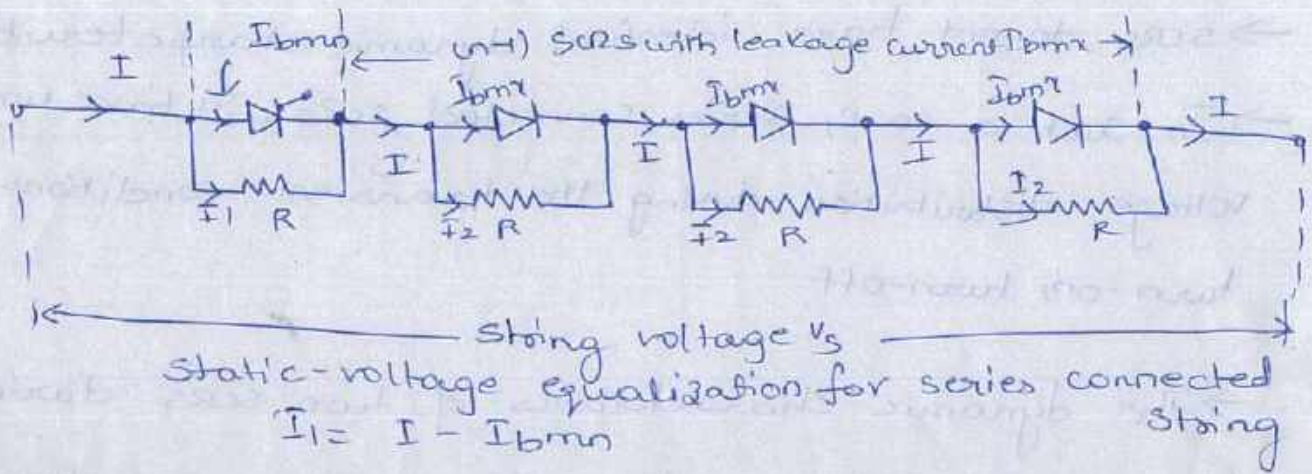 Ibmn (n-1) SCRS with leakage current Ibmx
I Ibmx Ibmx Ibmx I
I I I
I1 R I2 R I2 R I2 R
String voltage Vs
Static-voltage equalization for series connected
string
I1 = I - Ibmn